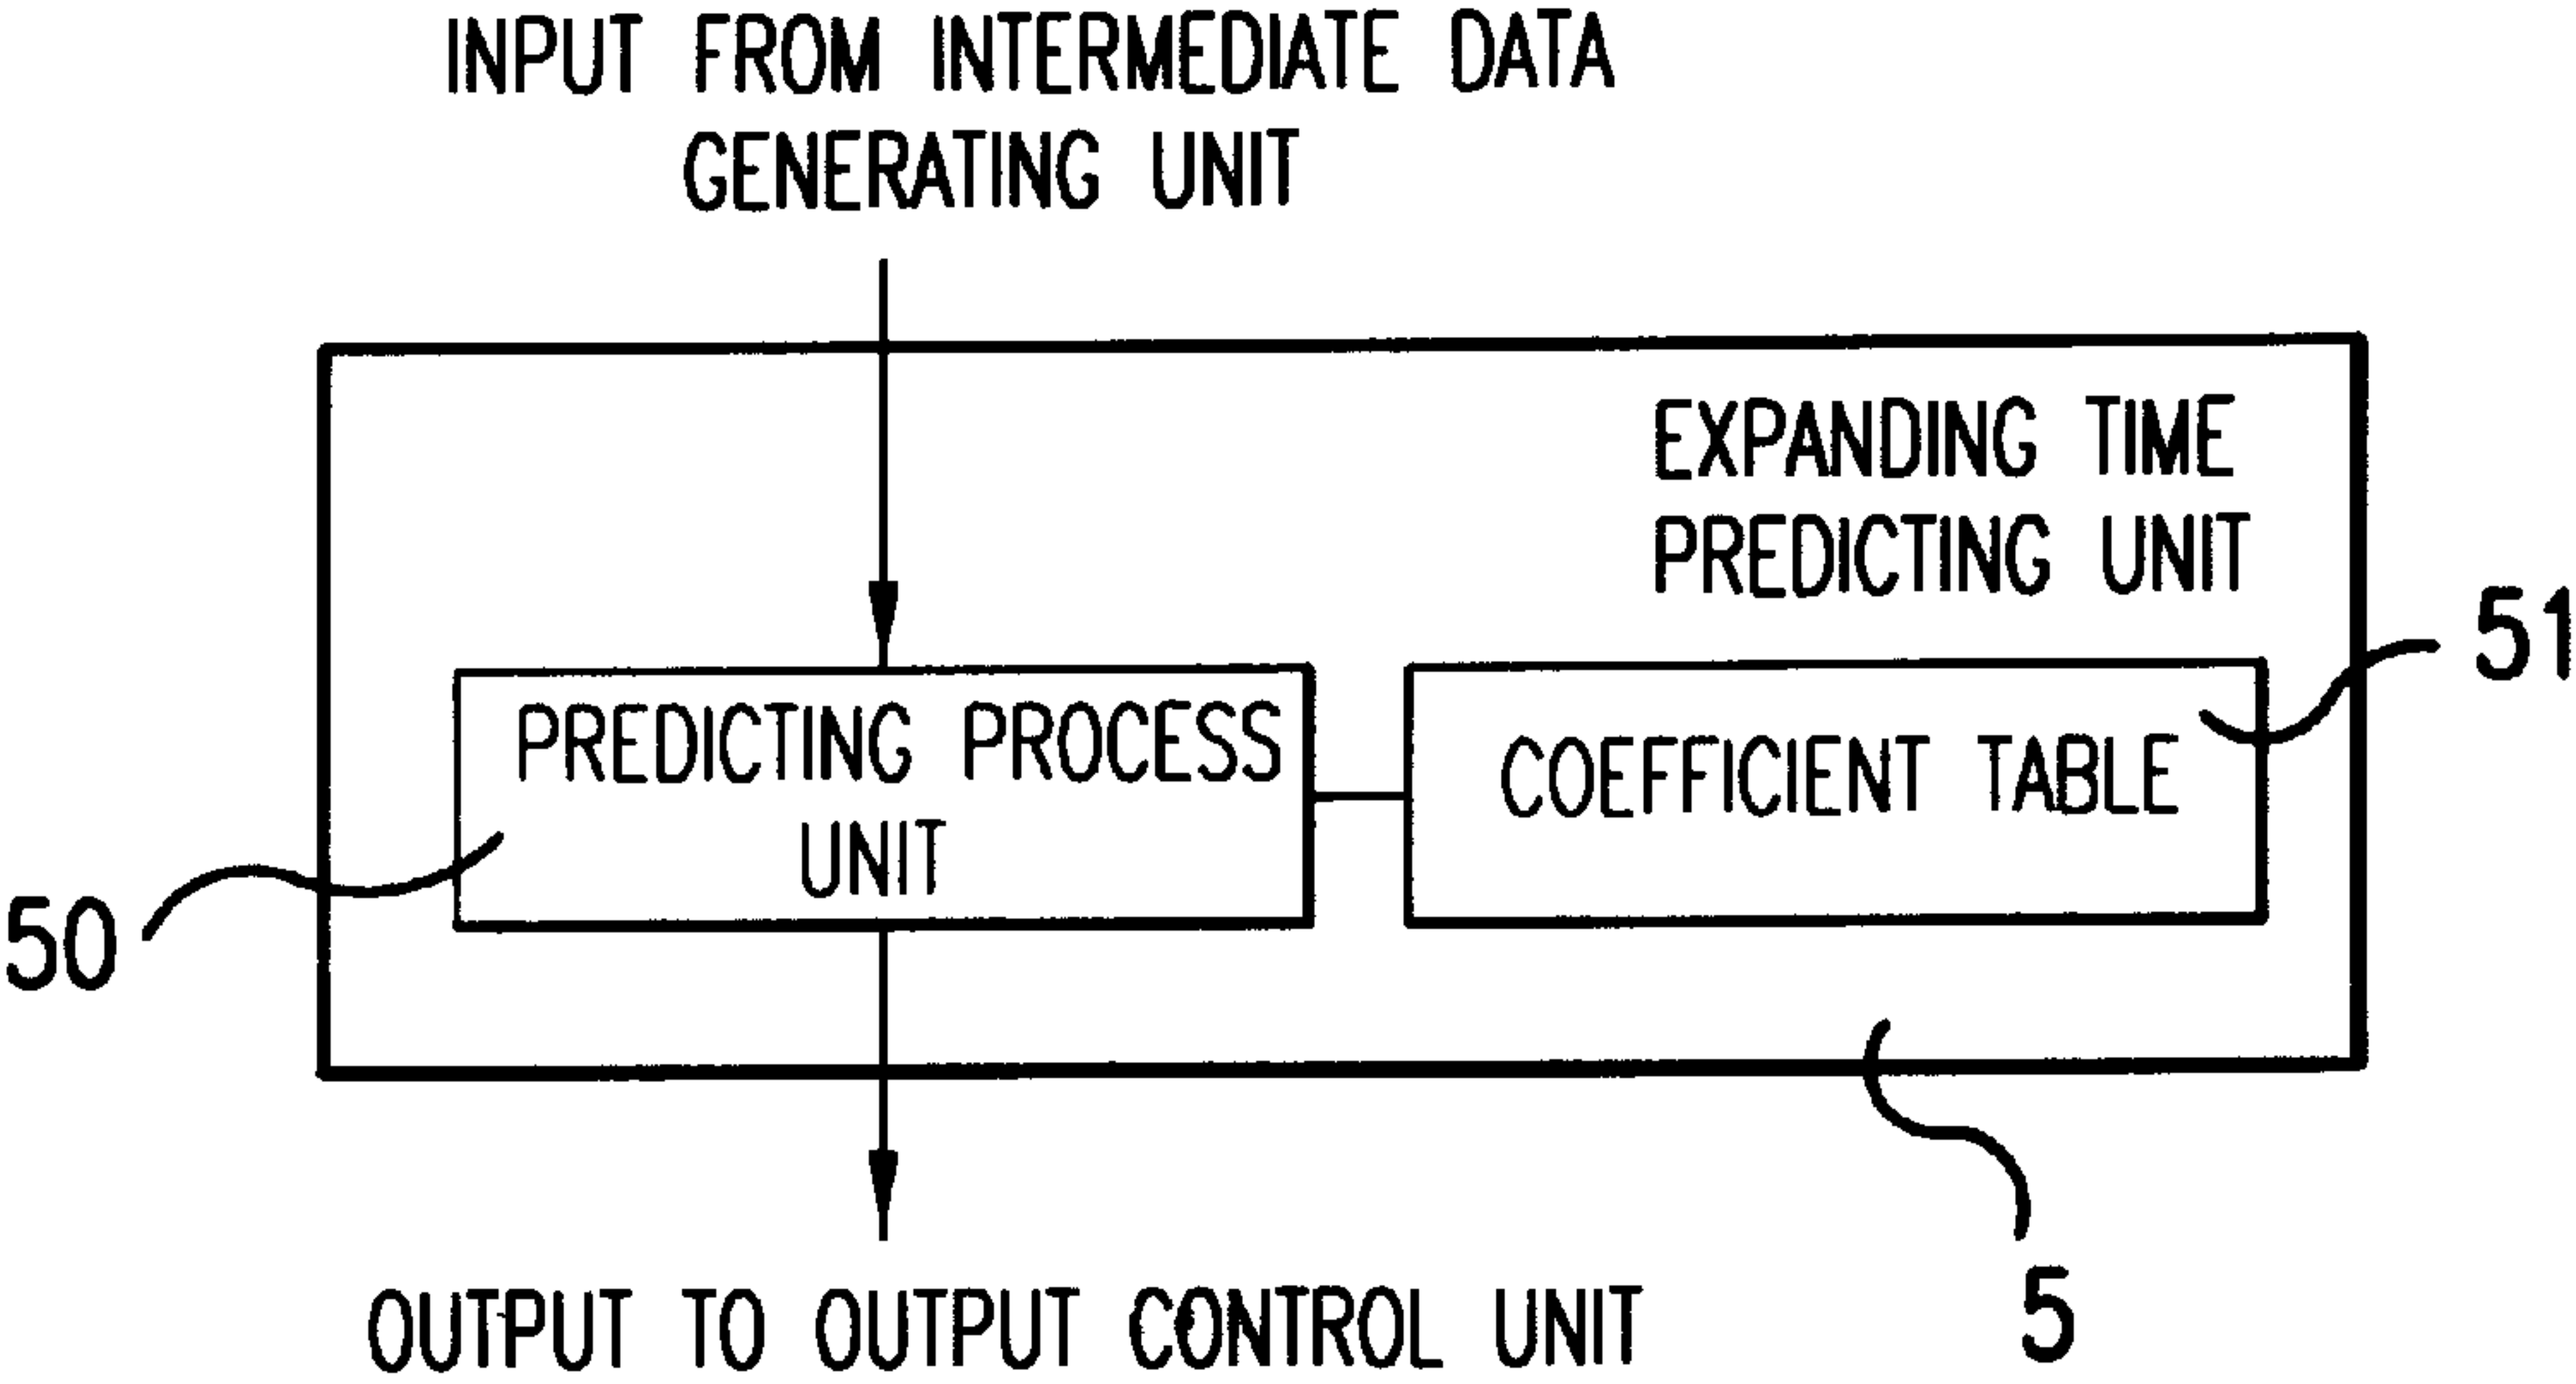 INPUT FROM INTERMEDIATE DATA
GENERATING UNIT
EXPANDING TIME
PREDICTING UNIT
51
PREDICTING PROCESS
UNIT
COEFFICIENT TABLE
50
OUTPUT TO OUTPUT CONTROL UNIT
5